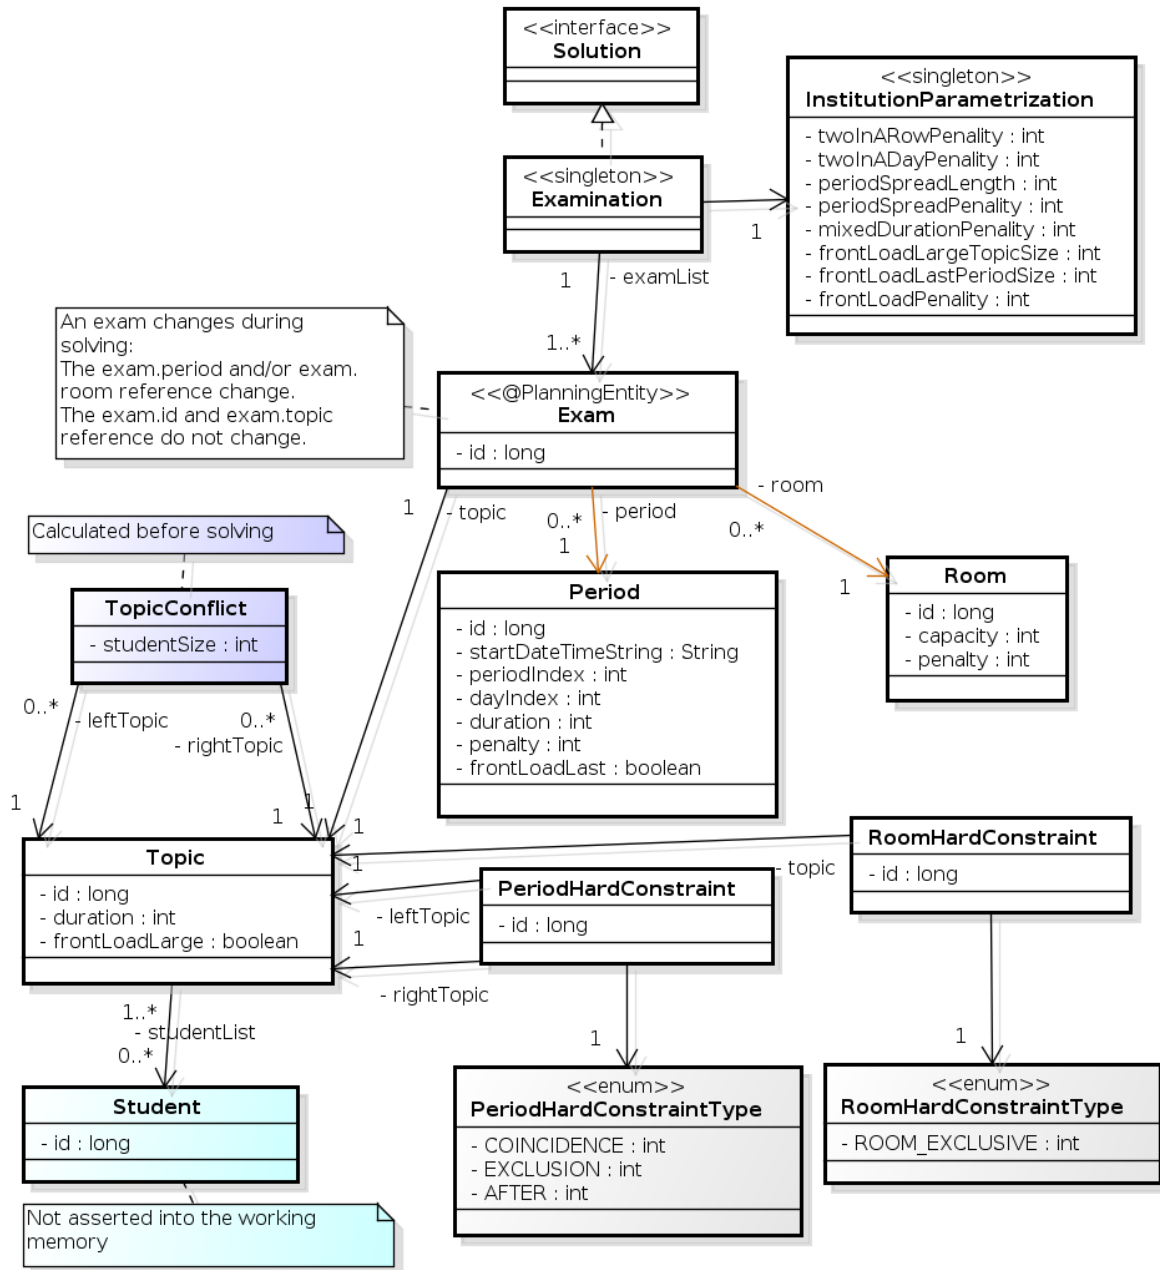 <<interface>>
Solution
<<singleton>>
InstitutionParametrization
- twoInARowPenality : int
- twoInADayPenality : int
- periodSpreadLength : int
- periodSpreadPenality : int
- mixedDurationPenality : int
- frontLoadLargeTopicSize : int
- frontLoadLastPeriodSize : int
- frontLoadPenality : int
<<singleton>>
Examination
1
1
- examList
1..*
An exam changes during
solving:
The exam.period and/or exam.
room reference change.
The exam.id and exam.topic
reference do not change.
<<@PlanningEntity>>
Exam
- id : long
1
- topic
0..*
- period
1
- room
0..*
1
Calculated before solving
TopicConflict
- studentSize : int
0..*
- leftTopic
0..*
- rightTopic
1
1
1
1
Period
- id : long
- startDateTimeString : String
- periodIndex : int
- dayIndex : int
- duration : int
- penalty : int
- frontLoadLast : boolean
Room
- id : long
- capacity : int
- penalty : int
Topic
- id : long
- duration : int
- frontLoadLarge : boolean
1
- leftTopic
1
- rightTopic
PeriodHardConstraint
- id : long
- topic
RoomHardConstraint
- id : long
1..*
- studentList
0..*
1
1
Student
- id : long
Not asserted into the working
memory
<<enum>>
PeriodHardConstraintType
- COINCIDENCE : int
- EXCLUSION : int
- AFTER : int
<<enum>>
RoomHardConstraintType
- ROOM_EXCLUSIVE : int